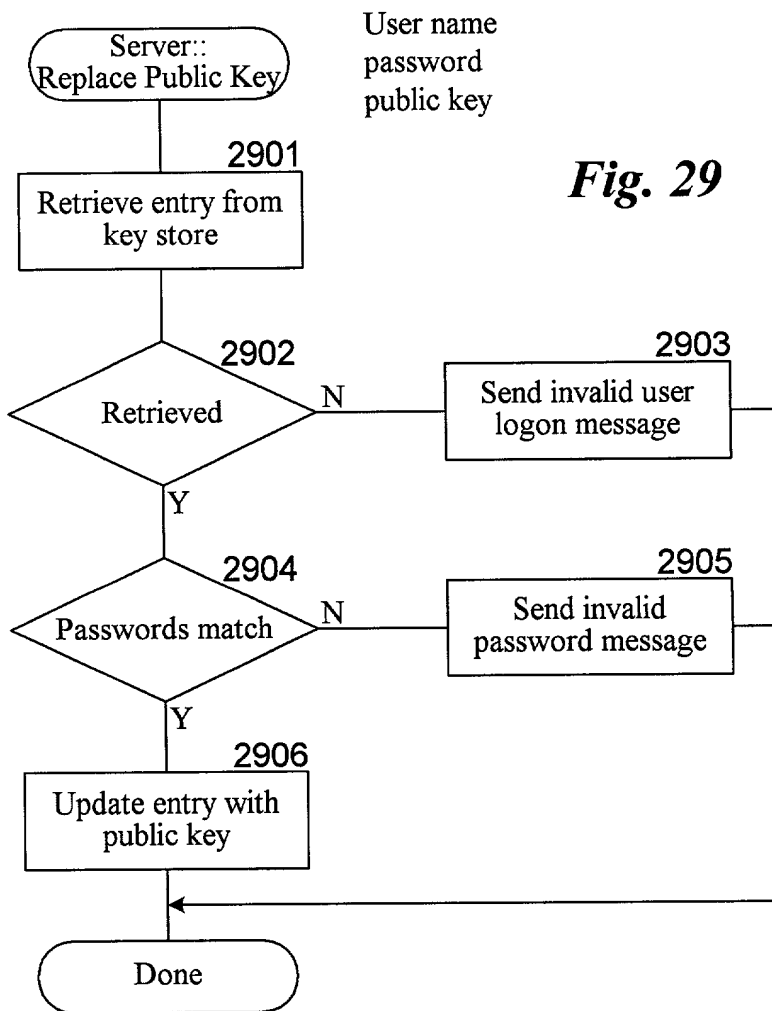 Server::
Replace Public Key
User name
password
public key
Fig. 29
2901
Retrieve entry from
key store
2902
Retrieved
N
Y
2903
Send invalid user
logon message
2904
Passwords match
N
Y
2905
Send invalid
password message
2906
Update entry with
public key
Done